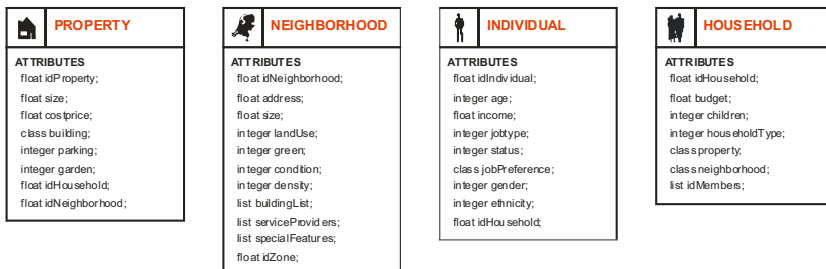 PROPERTY
ATTRIBUTES
float idProperty;
float size;
float costprice;
class building;
integer parking;
integer garden;
float idHousehold;
float idNeighborhood;
NEIGHBORHOOD
ATTRIBUTES
float idNeighborhood;
float address;
float size;
integer landUse;
integer green;
integer condition;
integer density;
list buildingList;
list serviceProviders;
list specialFeatures;
float idZone;
INDIVIDUAL
ATTRIBUTES
float idIndividual;
integer age;
float income;
integer jobtype;
integer status;
class jobPreference;
integer gender;
integer ethnicity;
float idHousehold;
HOUSEHOLD
ATTRIBUTES
float idHousehold;
float budget;
integer children;
integer householdType;
class property;
class neighborhood;
list idMembers;